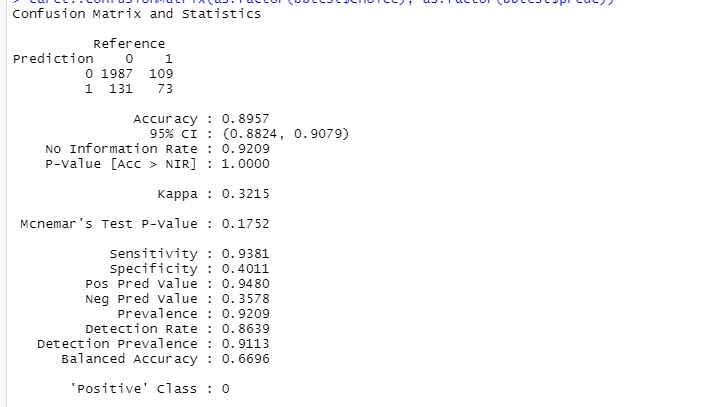 Confusion Matrix and Statistics
Reference
Prediction 0 1
0 1987 109
1 131 73
Accuracy : 0.8957
95% CI : (0.8824, 0.9079)
No Information Rate : 0.9209
P-Value [Acc > NIR] : 1.0000
Kappa : 0.3215
Mcnemar's Test P-Value : 0.1752
Sensitivity : 0.9381
Specificity : 0.4011
Pos Pred Value : 0.9480
Neg Pred Value : 0.3578
Prevalence : 0.9209
Detection Rate : 0.8639
Detection Prevalence : 0.9113
Balanced Accuracy : 0.6696
'Positive' Class : 0